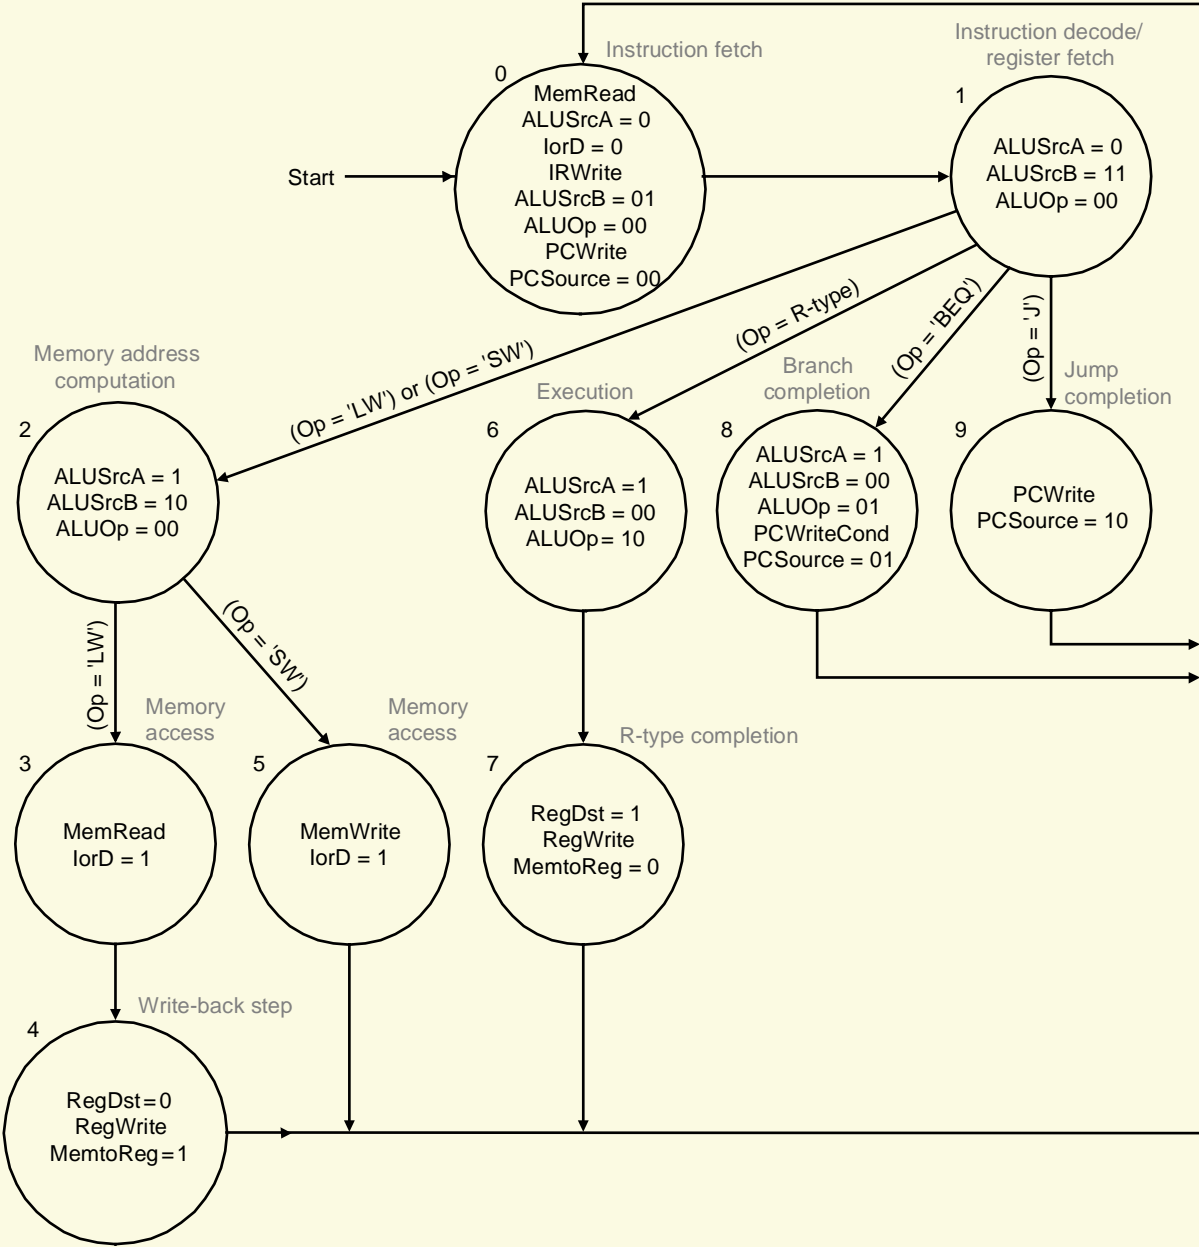 Instruction fetch
Instruction decode/
register fetch
0
MemRead
ALUSrcA = 0
IorD = 0
IRWrite
ALUSrcB = 01
ALUOp = 00
PCWrite
PCSource = 00
1
ALUSrcA = 0
ALUSrcB = 11
ALUOp = 00
Start
(Op = 'LW') or (Op = 'SW')
(Op = R-type)
(Op = 'BEQ')
(Op = 'J')
Memory address
computation
2
ALUSrcA = 1
ALUSrcB = 10
ALUOp = 00
Execution
6
ALUSrcA =1
ALUSrcB = 00
ALUOp= 10
Branch
completion
8
ALUSrcA = 1
ALUSrcB = 00
ALUOp = 01
PCWriteCond
PCSource = 01
Jump
completion
9
PCWrite
PCSource = 10
(Op = 'LW')
(Op = 'SW')
Memory
access
3
MemRead
IorD = 1
Memory
access
5
MemWrite
IorD = 1
R-type completion
7
RegDst = 1
RegWrite
MemtoReg = 0
Write-back step
4
RegDst=0
RegWrite
MemtoReg=1